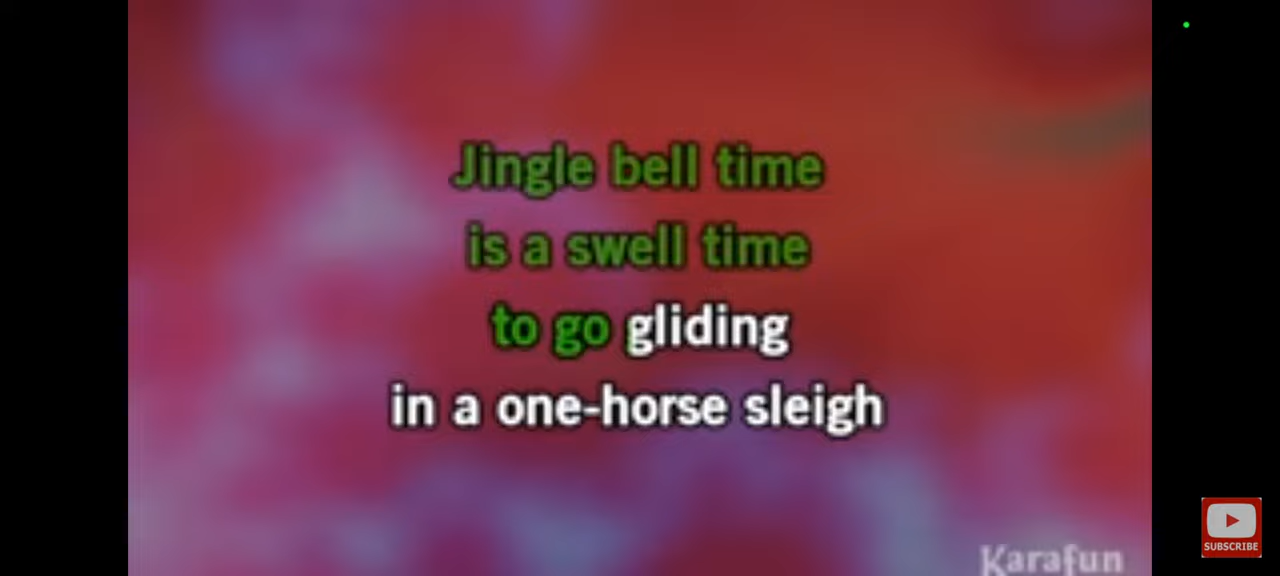 Jingle bell time
is a swell time
to go gliding
in a one-horse sleigh
Karafun
SUBSCRIBE